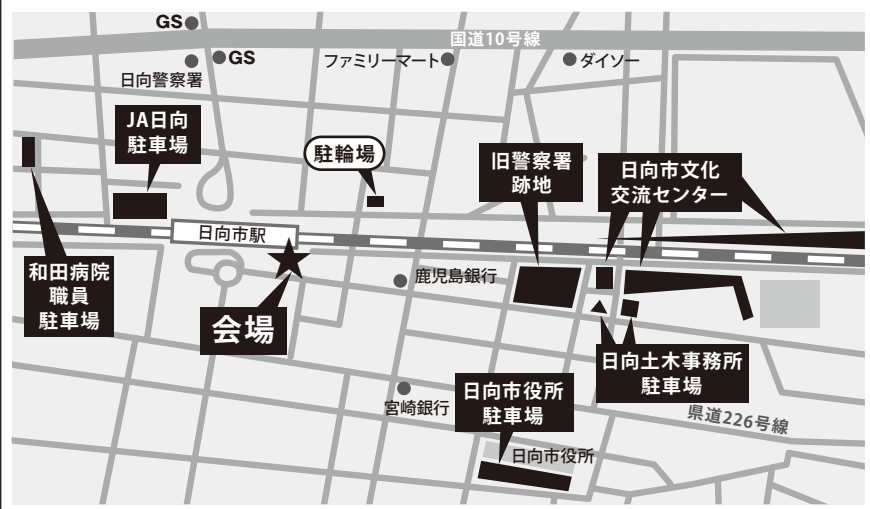 GS
国道10号線
GS
ファミリーマート
ダイソー
日向警察署
JA日向
駐車場
駐輪場
旧警察署
跡地
日向市文化
交流センター
日向市駅
和田病院
職員
駐車場
鹿児島銀行
会場
日向土木事務所
駐車場
日向市役所
駐車場
宮崎銀行
県道226号線
日向市役所